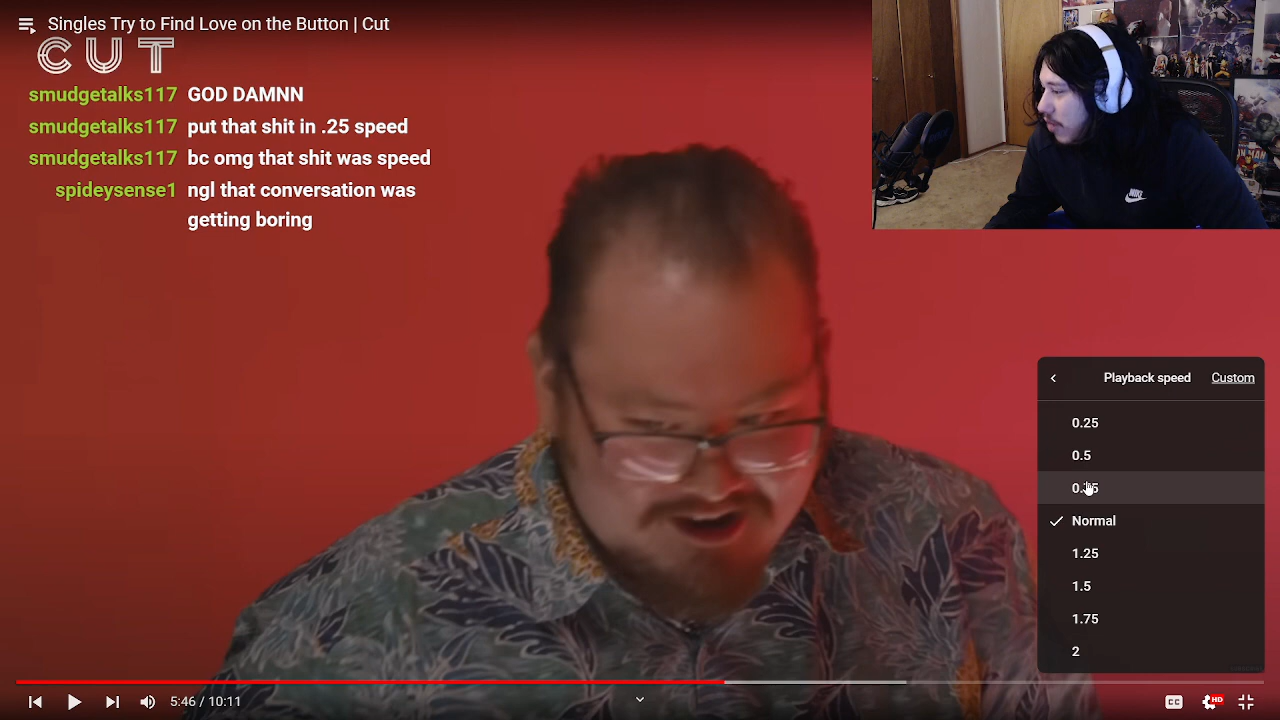 Singles Try to Find Love on the Button | Cut
CUT
smudgetalks117 GOD DAMNN
smudgetalks117 put that shit in .25 speed
smudgetalks117 bc omg that shit was speed
spideysense1 ngl that conversation was
getting boring
Playback speed Custom
0.25
0.5
Normal
1.25
1.5
1.75
2
5:46 / 10:11
CC
HD